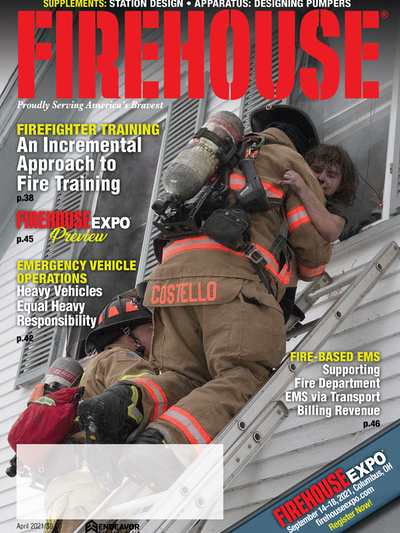 SUPPLEMENTS: STATION DESIGN • APPARATUS: DESIGNING PUMPERS
FIREHOUSE®
Proudly Serving America's Bravest
FIREFIGHTER TRAINING
An Incremental
Approach to
Fire Training
p.38
FIREHOUSE EXPO
Preview
p.45
EMERGENCY VEHICLE
OPERATIONS
Heavy Vehicles
Equal Heavy
Responsibility
p.42
COSTELLO
FIRE-BASED EMS
Supporting
Fire Department
EMS via Transport
Billing Revenue
p.46
FIREHOUSE EXPO
September 14–18, 2021, Columbus, OH
firehouseexpo.com
Register Now!
April 2021/$5
ENDEAVOR